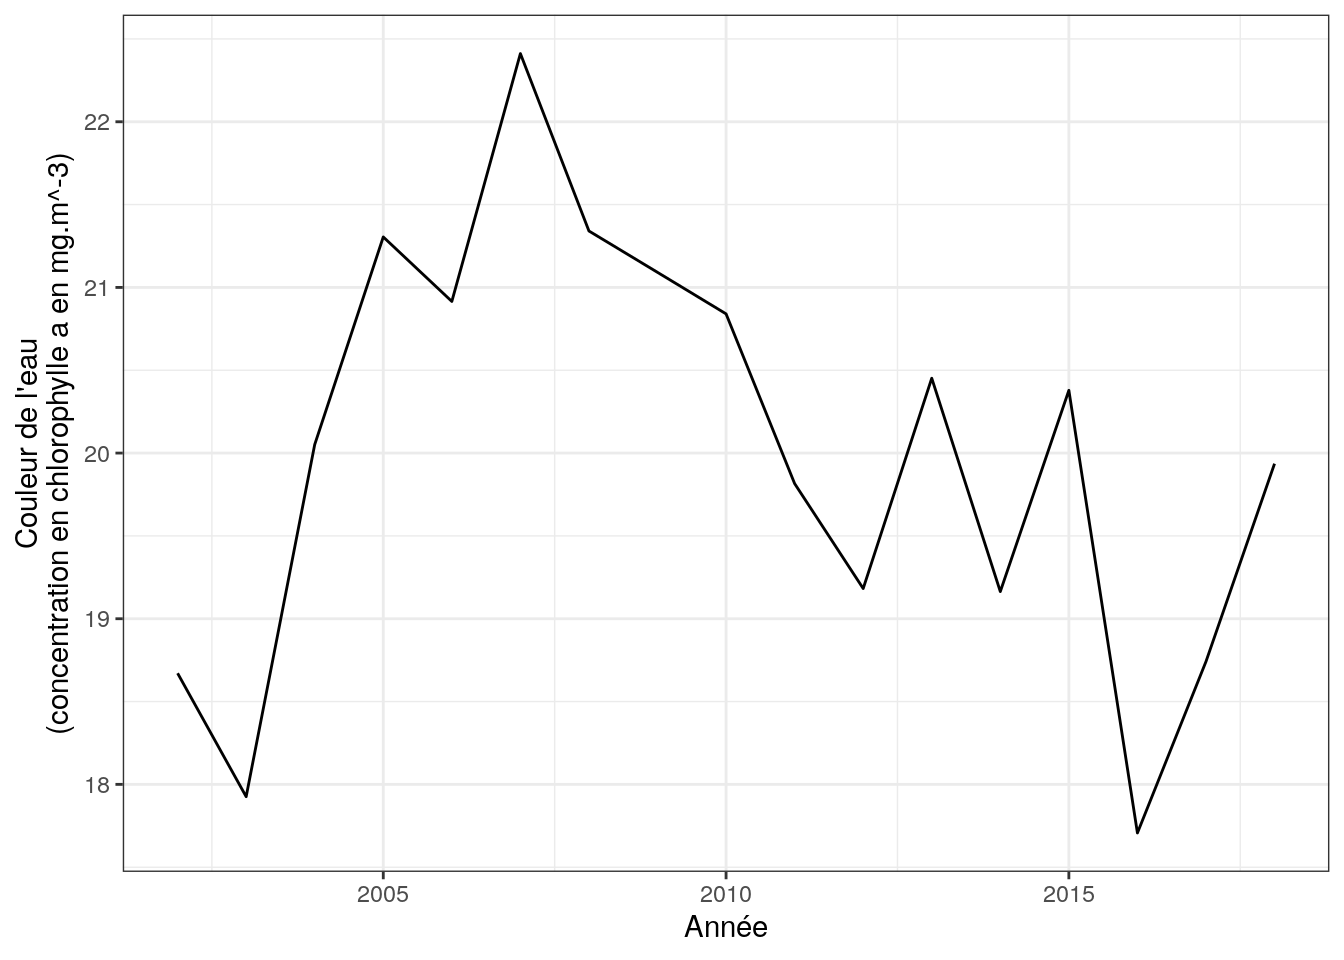 Couleur de l'eau
(concentration en chlorophylle a en mg.m^-3)
22
21
20
19
18
2005
2010
2015
Année